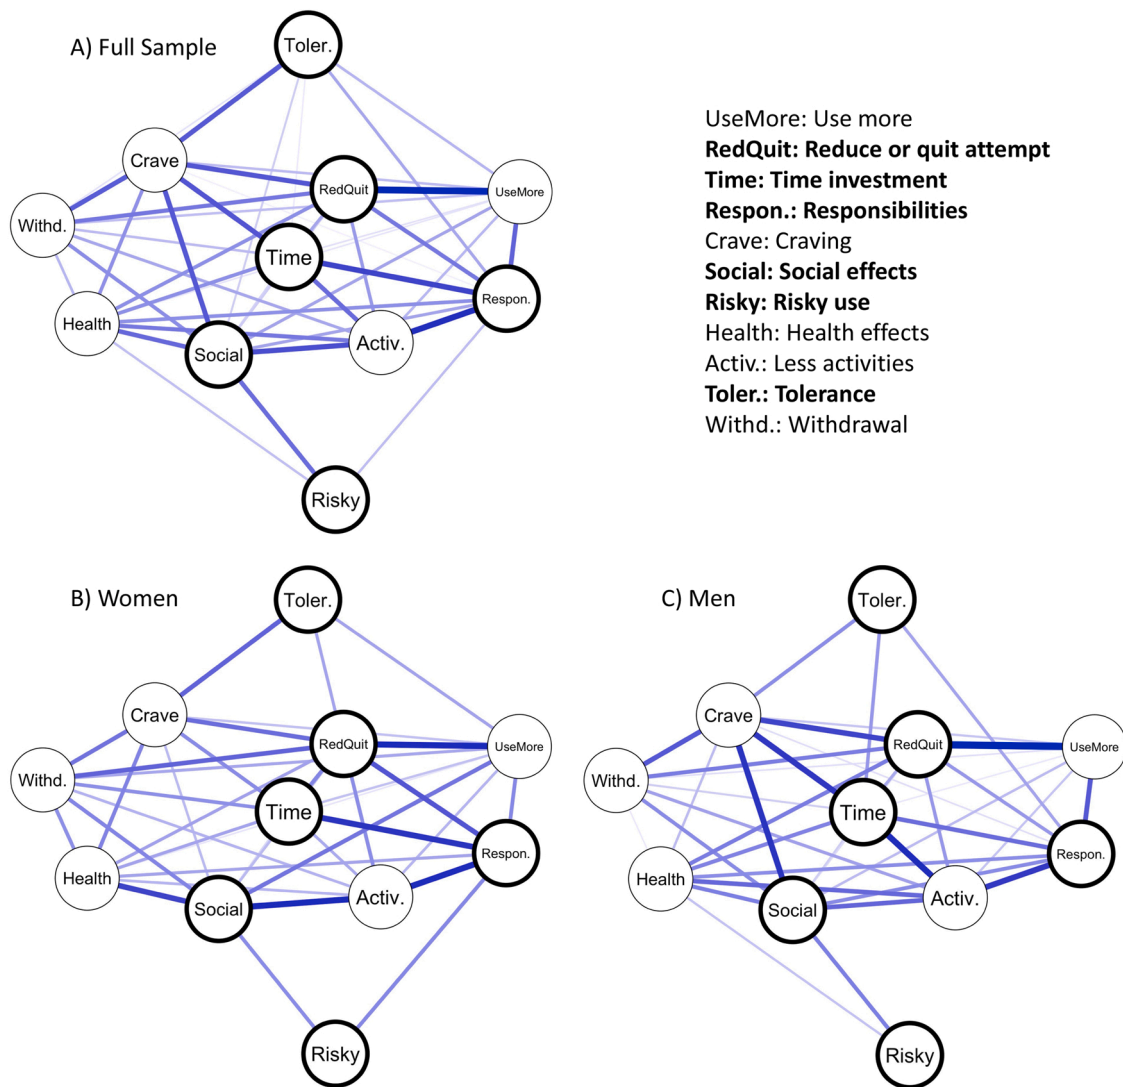 A) Full Sample
Toler.
Crave
RedQuit
UseMore
Withd.
Time
Respon.
Health
Social
Activ.
Risky
UseMore: Use more
RedQuit: Reduce or quit attempt
Time: Time investment
Respon.: Responsibilities
Crave: Craving
Social: Social effects
Risky: Risky use
Health: Health effects
Activ.: Less activities
Toler.: Tolerance
Withd.: Withdrawal
B) Women
Toler.
Crave
RedQuit
UseMore
Withd.
Time
Respon.
Health
Social
Activ.
Risky
C) Men
Toler.
Crave
RedQuit
UseMore
Withd.
Time
Respon.
Health
Social
Activ.
Risky